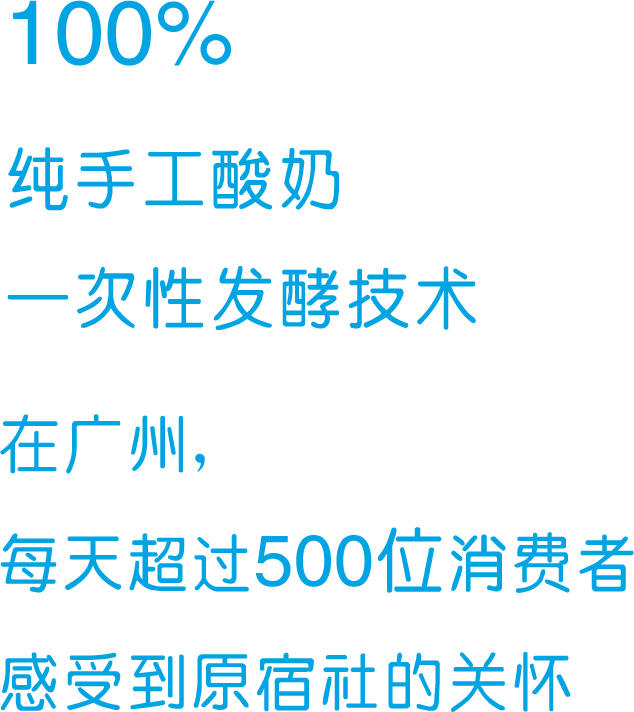 100%
纯手工酸奶
一次性发酵技术
在广州,
每天超过500位消费者
感受到原宿社的关怀